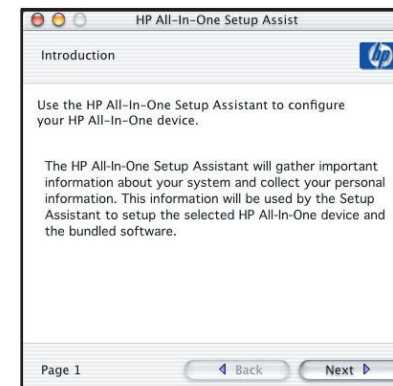 HP All-In-One Setup Assist
Introduction
hp
Use the HP All-In-One Setup Assistant to configure
your HP All-In-One device.
The HP All-In-One Setup Assistant will gather important
information about your system and collect your personal
information. This information will be used by the Setup
Assistant to setup the selected HP All-In-One device and
the bundled software.
Page 1
Back
Next